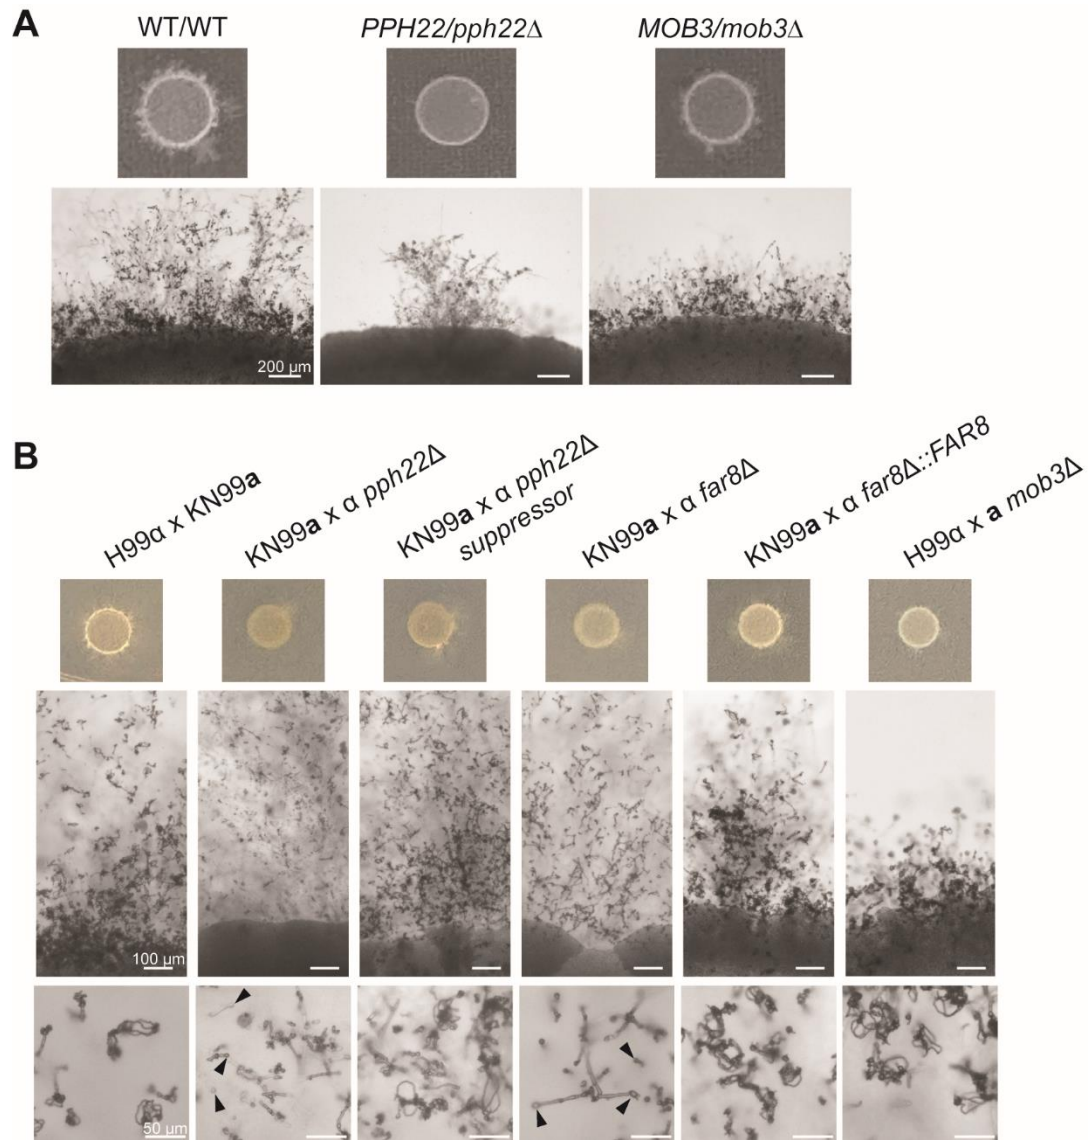 A
WT/WT
PPH22/pph22Δ
MOB3/mob3Δ
200 µm
B
H99α x KN99a
KN99a x α pph22Δ
KN99a x α pph22Δ
suppressor
KN99a x α far8Δ
KN99a x α far8Δ::FAR8
H99α x a mob3Δ
100 µm
50 µm